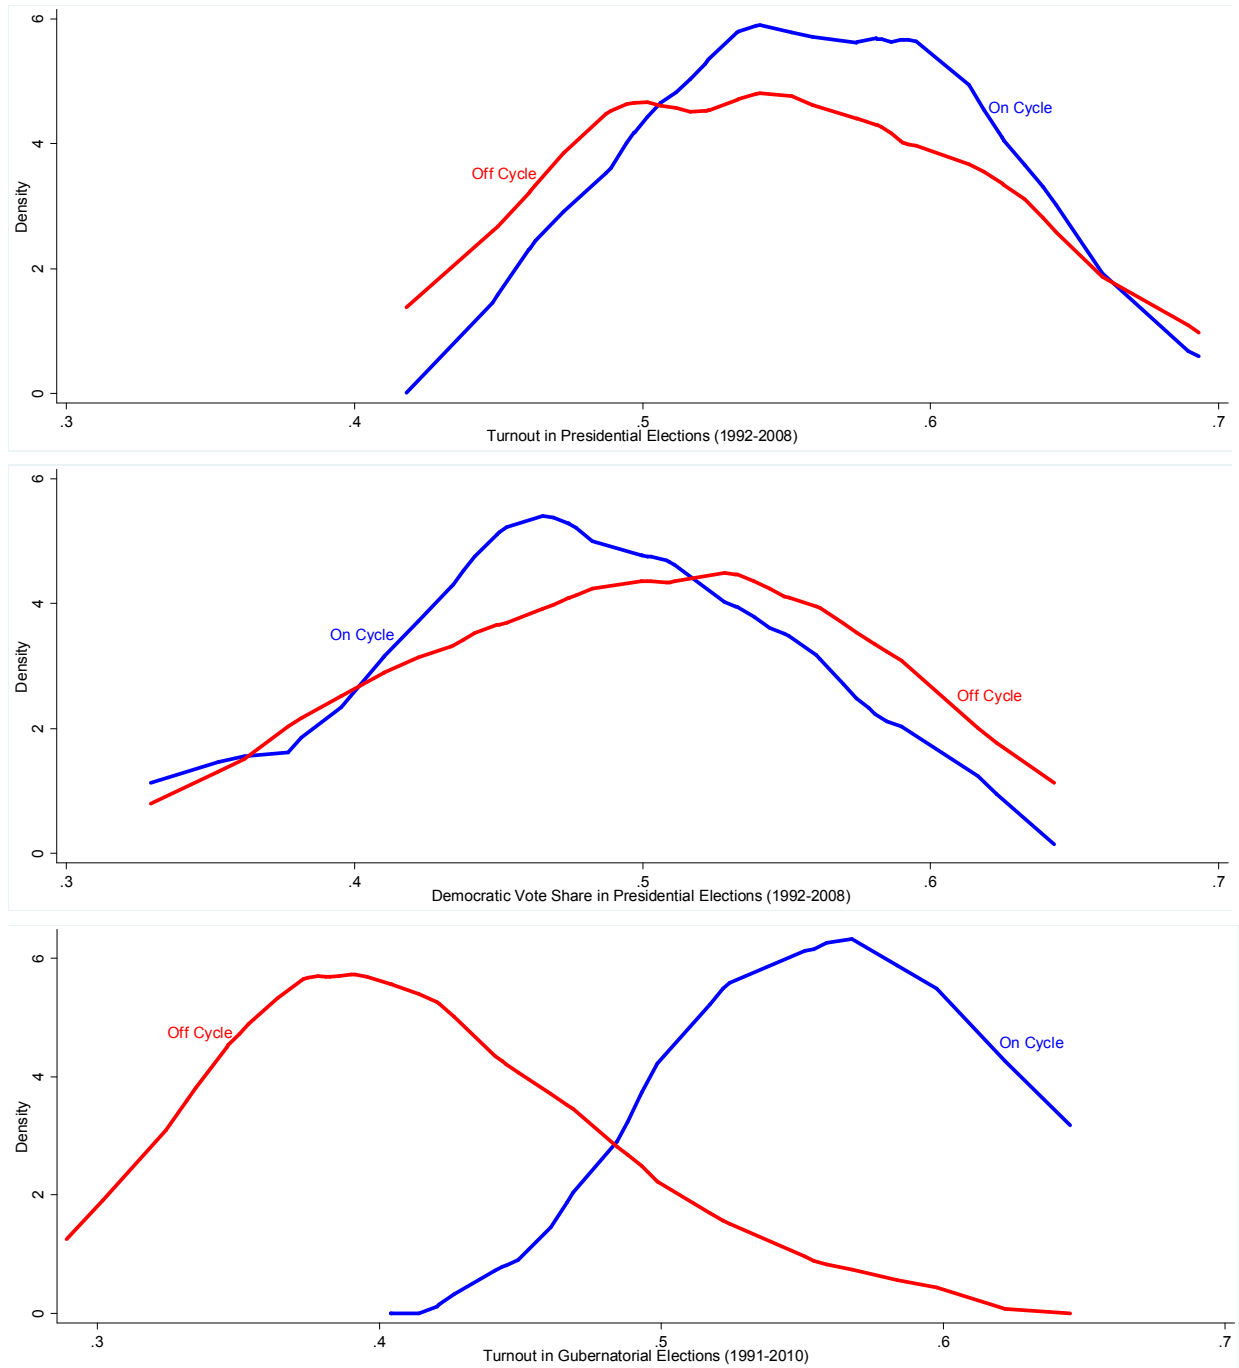 6
On Cycle
4
Off Cycle
Density
2
0
.3 .4 .5 .6 .7
Turnout in Presidential Elections (1992-2008)
6
4
On Cycle
Density
Off Cycle
2
0
.3 .4 .5 .6 .7
Democratic Vote Share in Presidential Elections (1992-2008)
6
Off Cycle
On Cycle
4
Density
2
0
.3 .4 .5 .6 .7
Turnout in Gubernatorial Elections (1991-2010)